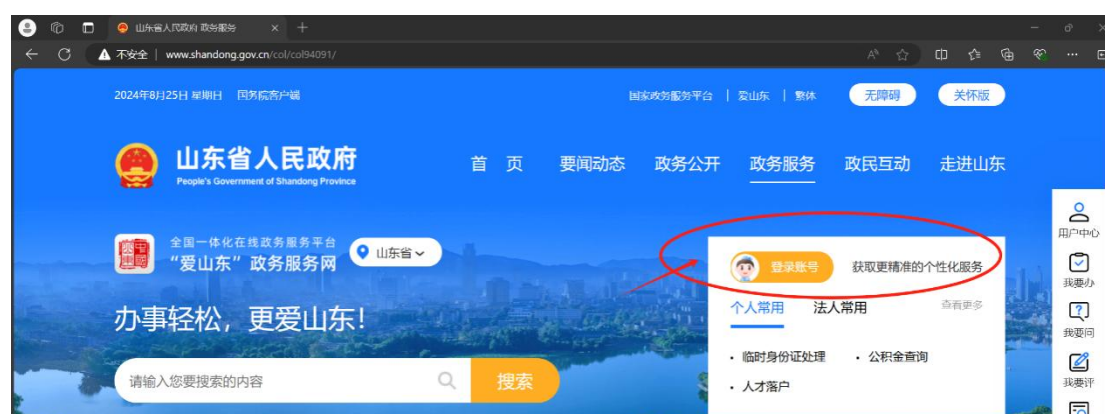 山东省人民政府 政务服务
不安全 | www.shandong.gov.cn/col/col94091/
2024年8月25日 星期日 国务院客户端
国家政务服务平台 | 爱山东 | 繁体 无障碍 关怀版
山东省人民政府
People's Government of Shandong Province
首 页 要闻动态 政务公开 政务服务 政民互动 走进山东
用户中心
全国一体化在线政务服务平台
“爱山东”政务服务网
山东省
登录账号 获取更精准的个性化服务
我要办
个人常用 法人常用 查看更多
办事轻松，更爱山东！
我要问
· 临时身份证处理 · 公积金查询
请输入您要搜索的内容 搜索
· 人才落户
我要评